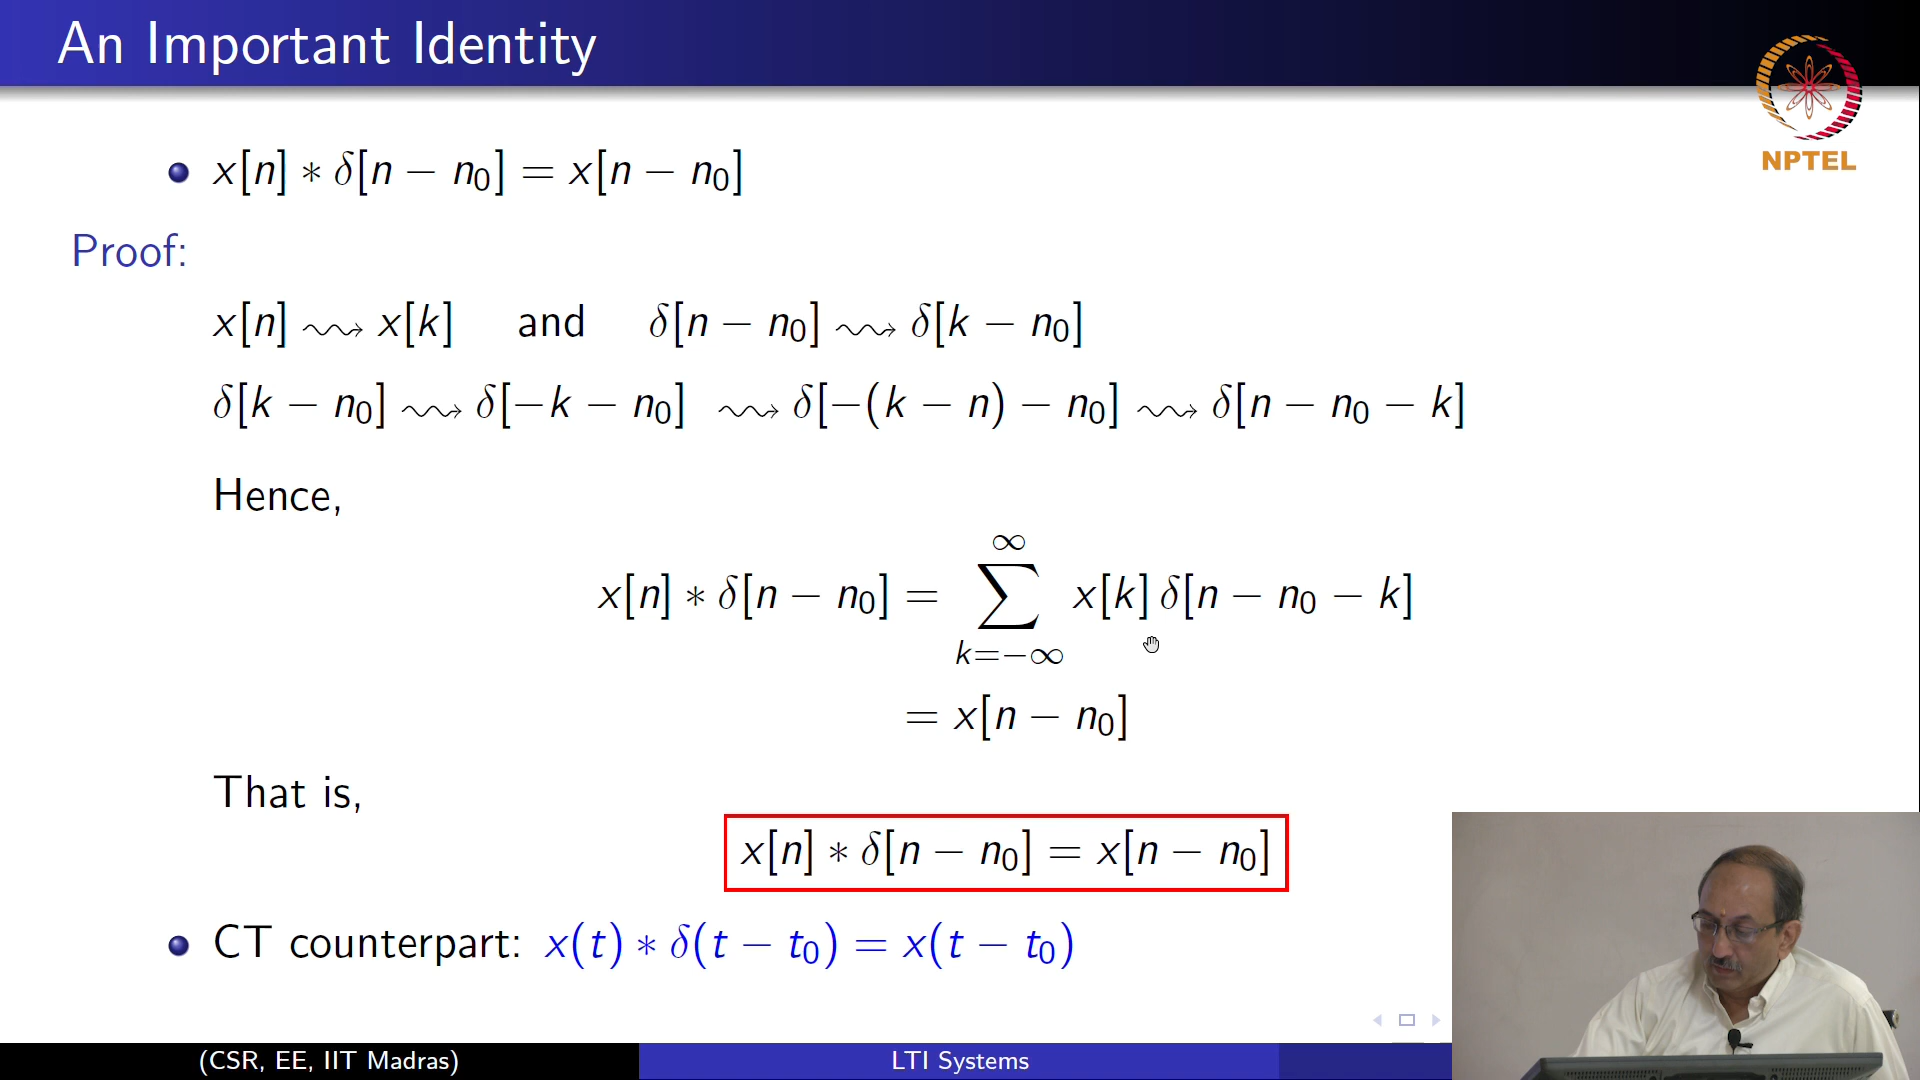 An Important Identity
NPTEL
x[n] ∗ δ[n − n₀] = x[n − n₀]
Proof:
x[n] ⇝ x[k] and δ[n − n₀] ⇝ δ[k − n₀]
δ[k − n₀] ⇝ δ[−k − n₀] ⇝ δ[−(k − n) − n₀] ⇝ δ[n − n₀ − k]
Hence,
x[n] ∗ δ[n − n₀] = ∑_{k=−∞}^{∞} x[k] δ[n − n₀ − k]
= x[n − n₀]
That is,
x[n] ∗ δ[n − n₀] = x[n − n₀]
CT counterpart: x(t) ∗ δ(t − t₀) = x(t − t₀)
(CSR, EE, IIT Madras) LTI Systems